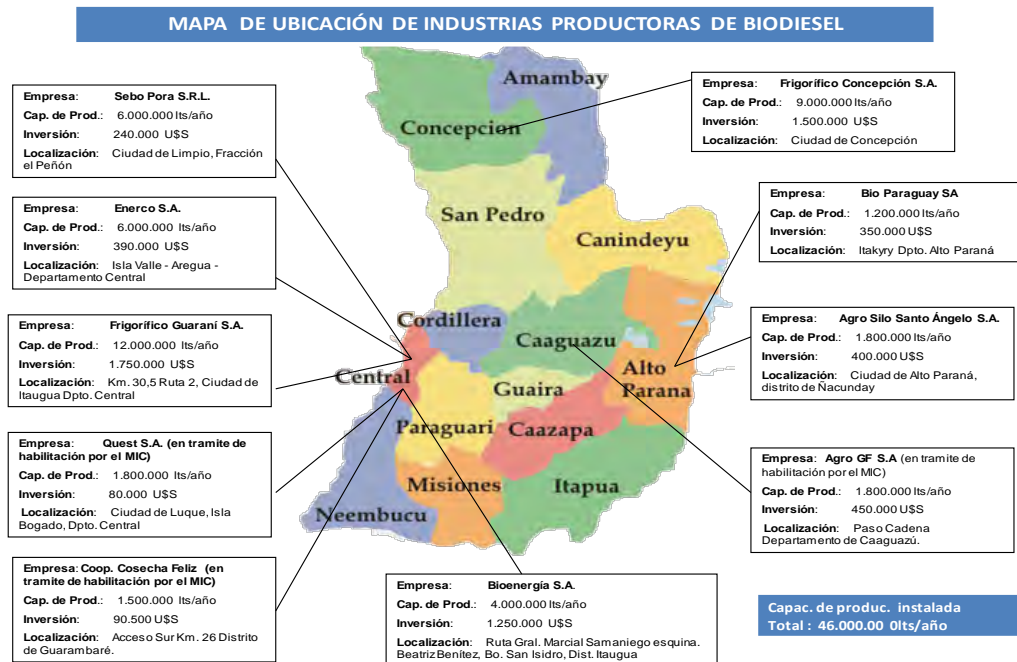 MAPA DE UBICACIÓN DE INDUSTRIAS PRODUCTORAS DE BIODIESEL
Empresa: Sebo Pora S.R.L.
Cap. de Prod.: 6.000.000 lts/año
Inversión: 240.000 U$S
Localización: Ciudad de Limpio, Fracción
el Peñón
Empresa: Enerco S.A.
Cap. de Prod.: 6.000.000 lts/año
Inversión: 390.000 U$S
Localización: Isla Valle - Aregua -
Departamento Central
Empresa: Frigorífico Guaraní S.A.
Cap. de Prod.: 12.000.000 lts/año
Inversión: 1.750.000 U$S
Localización: Km. 30,5 Ruta 2, Ciudad de
Itaugua Dpto. Central
Empresa: Quest S.A. (en tramite de
habilitación por el MIC)
Cap. de Prod.: 1.800.000 lts/año
Inversión: 80.000 U$S
Localización: Ciudad de Luque, Isla
Bogado, Dpto. Central
Empresa: Coop. Cosecha Feliz (en
tramite de habilitación por el MIC)
Cap. de Prod.: 1.500.000 lts/año
Inversión: 90.500 U$S
Localización: Acceso Sur Km. 26 Distrito
de Guarambaré.
Amambay
Concepcion
San Pedro
Canindeyu
Cordillera
Caaguazu
Central
Alto
Parana
Guaira
Paraguari
Caazapa
Misiones
Itapua
Neembucu
Empresa: Bioenergía S.A.
Cap. de Prod.: 4.000.000 lts/año
Inversión: 1.250.000 U$S
Localización: Ruta Gral. Marcial Samaniego esquina.
Beatriz Benítez, Bo. San Isidro, Dist. Itaugua
Empresa: Frigorífico Concepción S.A.
Cap. de Prod.: 9.000.000 lts/año
Inversión: 1.500.000 U$S
Localización: Ciudad de Concepción
Empresa: Bio Paraguay SA
Cap. de Prod.: 1.200.000 lts/año
Inversión: 350.000 U$S
Localización: Itakyry Dpto. Alto Paraná
Empresa: Agro Silo Santo Ángelo S.A.
Cap. de Prod.: 1.800.000 lts/año
Inversión: 400.000 U$S
Localización: Ciudad de Alto Paraná,
distrito de Ñacunday
Empresa: Agro GF S.A (en tramite de
habilitación por el MIC)
Cap. de Prod.: 1.800.000 lts/año
Inversión: 450.000 U$S
Localización: Paso Cadena
Departamento de Caaguazú.
Capac. de produc. instalada
Total : 46.000.00 0lts/año